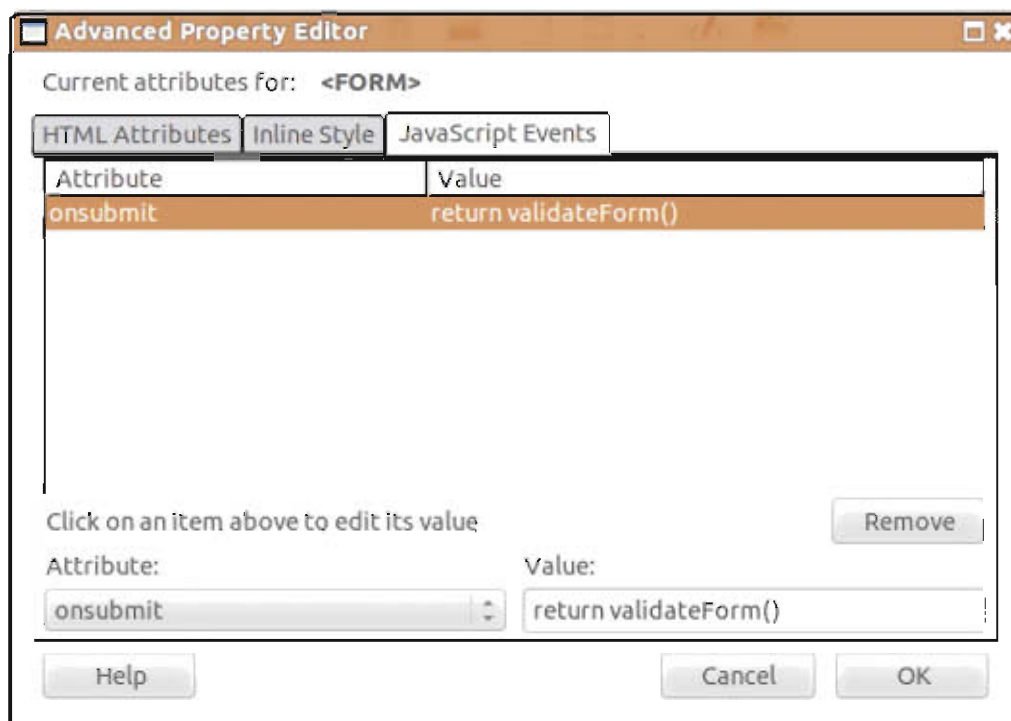 Advanced Property Editor
Current attributes for: <FORM>
HTML Attributes Inline Style JavaScript Events
Attribute Value
onsubmit return validateForm()
Click on an item above to edit its value
Remove
Attribute: Value:
onsubmit return validateForm()
Help Cancel OK